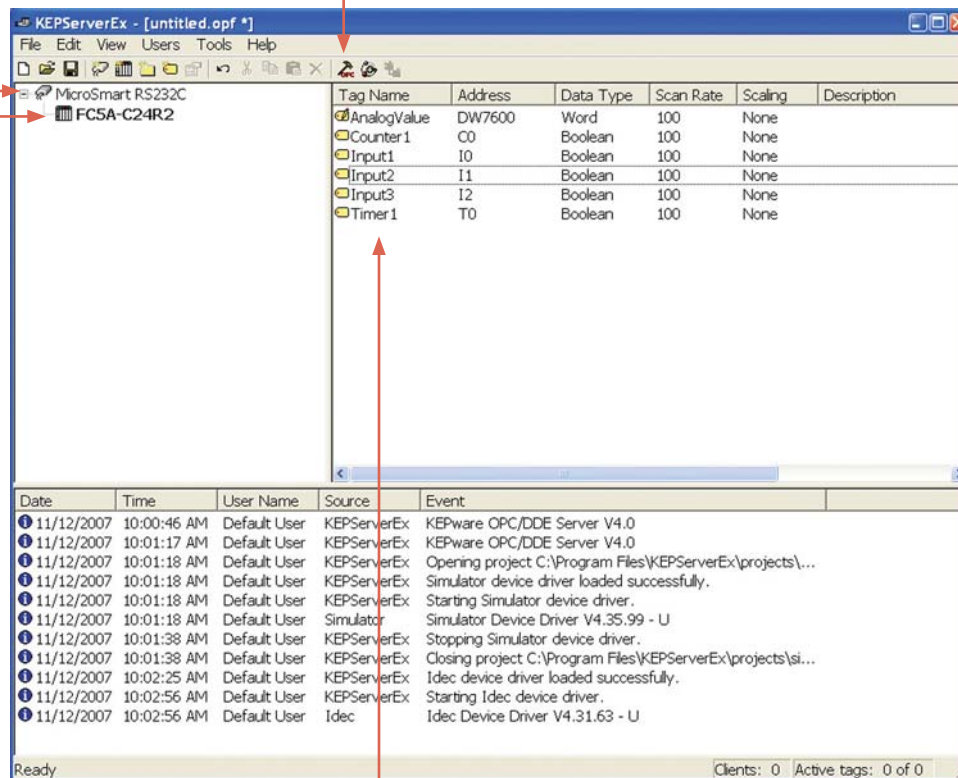 KEPServerEx - [untitled.opf *]
File Edit View Users Tools Help
OPC
MicroSmart RS232C
FC5A-C24R2
Tag Name Address Data Type Scan Rate Scaling Description
AnalogValue DW7600 Word 100 None
Counter1 C0 Boolean 100 None
Input1 I0 Boolean 100 None
Input2 I1 Boolean 100 None
Input3 I2 Boolean 100 None
Timer1 T0 Boolean 100 None
Date Time User Name Source Event
11/12/2007 10:00:46 AM Default User KEPServerEx KEPware OPC/DDE Server V4.0
11/12/2007 10:01:17 AM Default User KEPServerEx KEPware OPC/DDE Server V4.0
11/12/2007 10:01:18 AM Default User KEPServerEx Opening project C:\Program Files\KEPServerEx\projects\...
11/12/2007 10:01:18 AM Default User KEPServerEx Simulator device driver loaded successfully.
11/12/2007 10:01:18 AM Default User KEPServerEx Starting Simulator device driver.
11/12/2007 10:01:18 AM Default User Simulator Simulator Device Driver V4.35.99 - U
11/12/2007 10:01:38 AM Default User KEPServerEx Stopping Simulator device driver.
11/12/2007 10:01:38 AM Default User KEPServerEx Closing project C:\Program Files\KEPServerEx\projects\si...
11/12/2007 10:02:25 AM Default User KEPServerEx Idec device driver loaded successfully.
11/12/2007 10:02:56 AM Default User KEPServerEx Starting Idec device driver.
11/12/2007 10:02:56 AM Default User Idec Idec Device Driver V4.31.63 - U
Ready Clients: 0 Active tags: 0 of 0